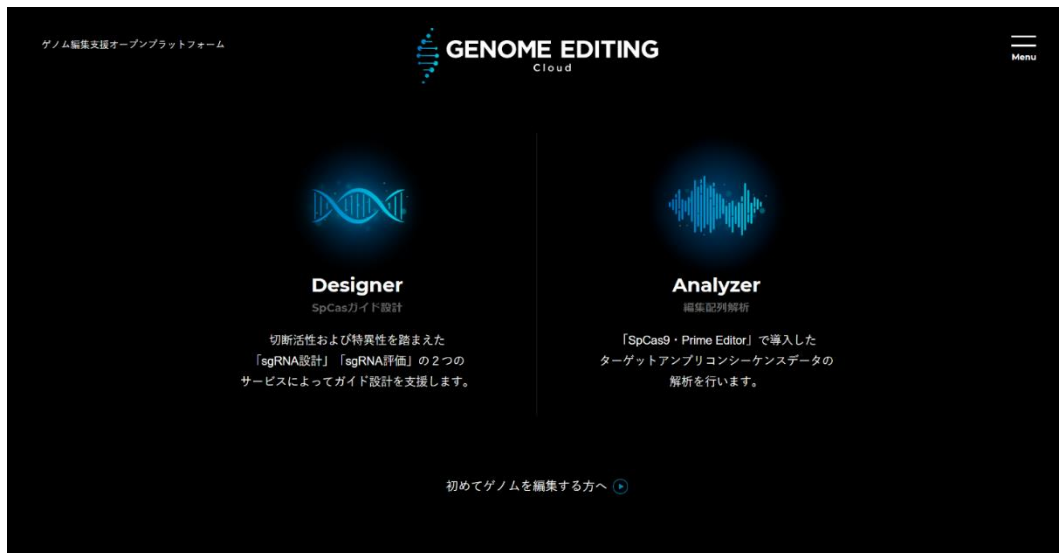 ゲノム編集支援オープンプラットフォーム
GENOME EDITING
Cloud
Menu
Designer
SpCasガイド設計
切断活性および特異性を踏まえた
「sgRNA設計」「sgRNA評価」の２つの
サービスによってガイド設計を支援します。
Analyzer
編集配列解析
「SpCas9・Prime Editor」で導入した
ターゲットアンプリコンシーケンスデータの
解析を行います。
初めてゲノムを編集する方へ